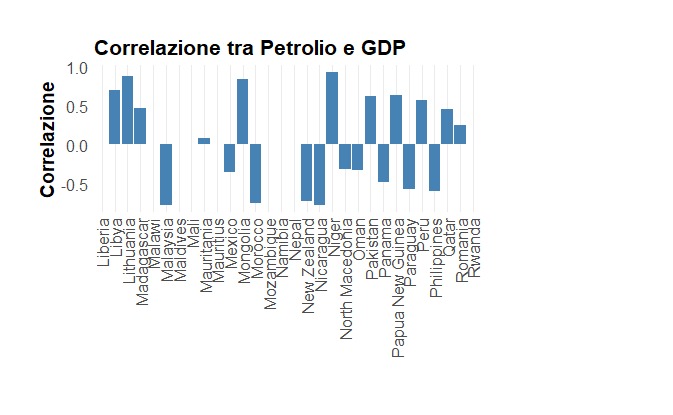 Correlazione tra Petrolio e GDP
Correlazione
1.0
0.5
0.0
-0.5
Liberia
Libya
Lithuania
Madagascar
Malawi
Malaysia
Maldives
Mali
Mauritania
Mauritius
Mexico
Mongolia
Morocco
Mozambique
Namibia
Nepal
New Zealand
Nicaragua
Niger
North Macedonia
Oman
Pakistan
Panama
Papua New Guinea
Paraguay
Peru
Philippines
Qatar
Romania
Rwanda